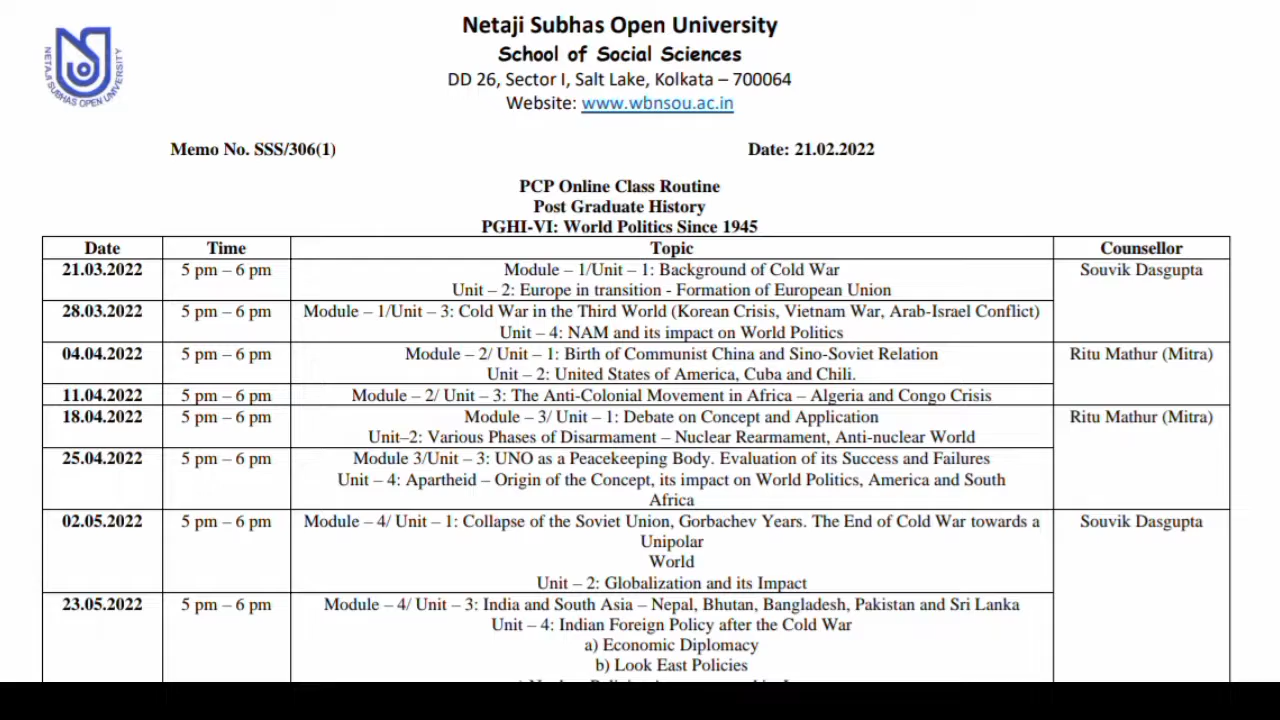 NETAJI SUBHAS OPEN UNIVERSITY
Netaji Subhas Open University
School of Social Sciences
DD 26, Sector I, Salt Lake, Kolkata – 700064
Website: www.wbnsou.ac.in
Memo No. SSS/306(1) Date: 21.02.2022
PCP Online Class Routine
Post Graduate History
PGHI-VI: World Politics Since 1945
Date Time Topic Counsellor
21.03.2022 5 pm – 6 pm Module – 1/Unit – 1: Background of Cold War Souvik Dasgupta
Unit – 2: Europe in transition - Formation of European Union
28.03.2022 5 pm – 6 pm Module – 1/Unit – 3: Cold War in the Third World (Korean Crisis, Vietnam War, Arab-Israel Conflict)
Unit – 4: NAM and its impact on World Politics
04.04.2022 5 pm – 6 pm Module – 2/ Unit – 1: Birth of Communist China and Sino-Soviet Relation Ritu Mathur (Mitra)
Unit – 2: United States of America, Cuba and Chili.
11.04.2022 5 pm – 6 pm Module – 2/ Unit – 3: The Anti-Colonial Movement in Africa – Algeria and Congo Crisis
18.04.2022 5 pm – 6 pm Module – 3/ Unit – 1: Debate on Concept and Application Ritu Mathur (Mitra)
Unit–2: Various Phases of Disarmament – Nuclear Rearmament, Anti-nuclear World
25.04.2022 5 pm – 6 pm Module 3/Unit – 3: UNO as a Peacekeeping Body. Evaluation of its Success and Failures
Unit – 4: Apartheid – Origin of the Concept, its impact on World Politics, America and South
Africa
02.05.2022 5 pm – 6 pm Module – 4/ Unit – 1: Collapse of the Soviet Union, Gorbachev Years. The End of Cold War towards a Souvik Dasgupta
Unipolar
World
Unit – 2: Globalization and its Impact
23.05.2022 5 pm – 6 pm Module – 4/ Unit – 3: India and South Asia – Nepal, Bhutan, Bangladesh, Pakistan and Sri Lanka
Unit – 4: Indian Foreign Policy after the Cold War
a) Economic Diplomacy
b) Look East Policies